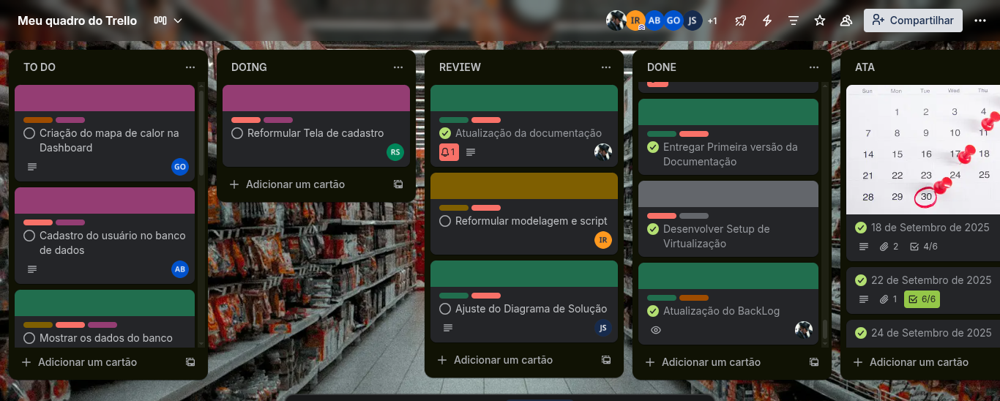 Meu quadro do Trello
IR AB GO JS +1 Compartilhar
TO DO
Criação do mapa de calor na
Dashboard
GO
Cadastro do usuário no banco
de dados
AB
Mostrar os dados do banco
Adicionar um cartão
DOING
Reformular Tela de cadastro
RS
Adicionar um cartão
REVIEW
Atualização da documentação
1
Reformular modelagem e script
IR
Ajuste do Diagrama de Solução
JS
Adicionar um cartão
DONE
Entregar Primeira versão da
Documentação
Desenvolver Setup de
Virtualização
Atualização do BackLog
Adicionar um cartão
ATA
Sun Mon Tue Wed Thu
1 2 3 4
7 8 9 10 11
14 15 16 17 18
21 22 23 24 25
28 29 30
18 de Setembro de 2025
2 4/6
22 de Setembro de 2025
1 6/6
24 de Setembro de 2025
Adicionar um cartão